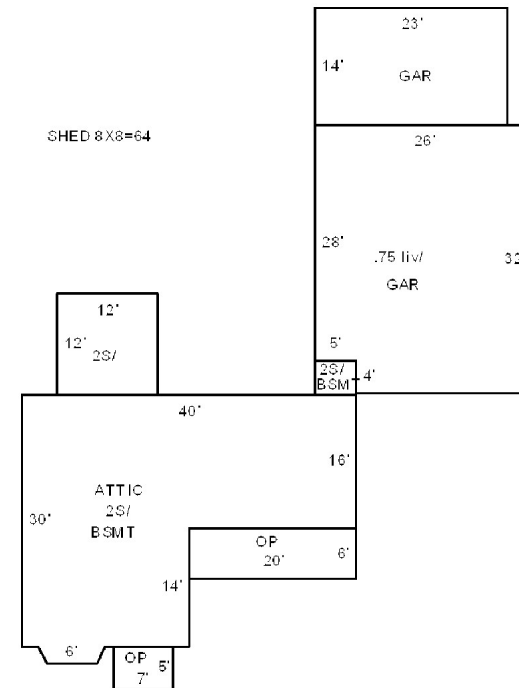 23'
14'
GAR
SHED 8X8=64
26'
28'
.75 liv/
GAR
32
12'
12'
2S/
5'
2S/
BSM
4'
40'
16'
ATTIC
2S/
BSMT
30'
OP
20'
6'
14'
6'
OP
5'
7'